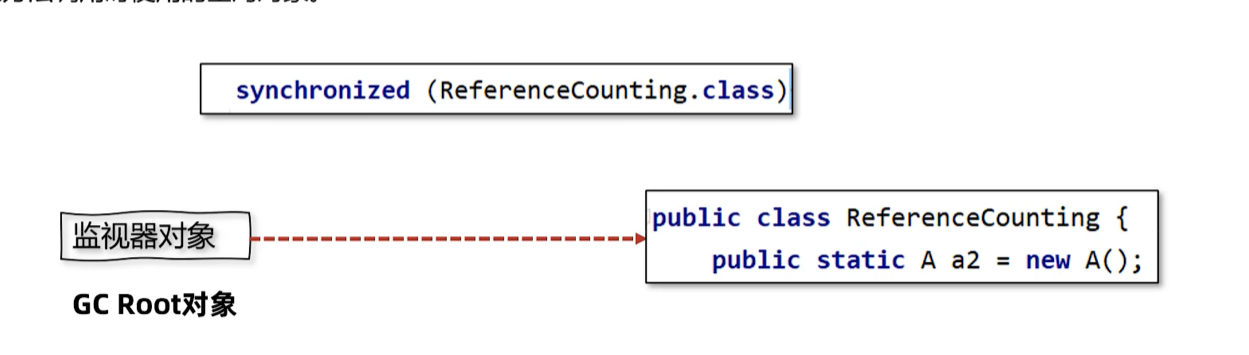 synchronized (ReferenceCounting.class)
监视器对象
public class ReferenceCounting {
public static A a2 = new A();
GC Root对象